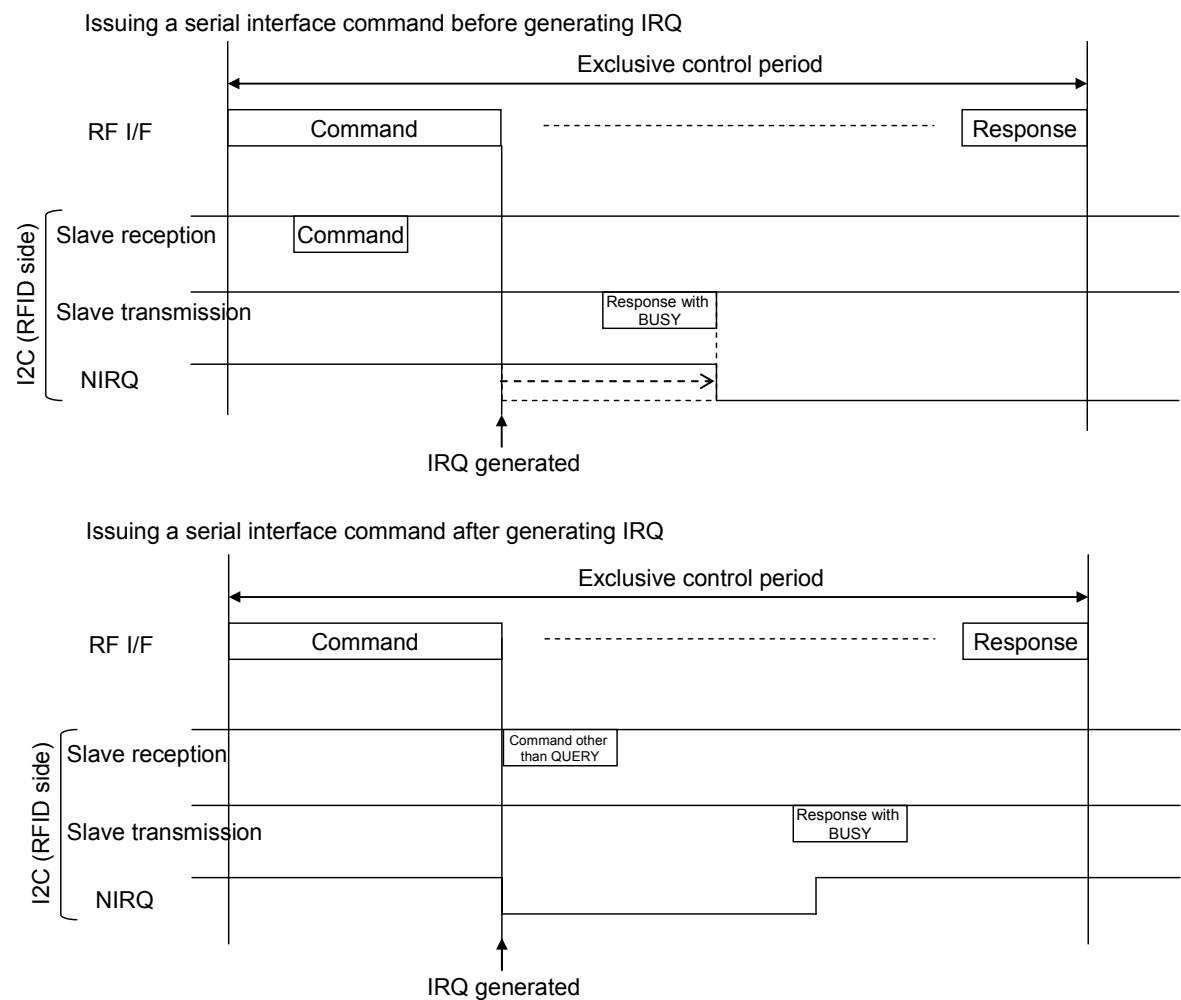 Issuing a serial interface command before generating IRQ
Exclusive control period
RF I/F
Command
Response
I2C (RFID side)
Slave reception
Command
Slave transmission
Response with
BUSY
NIRQ
IRQ generated
Issuing a serial interface command after generating IRQ
Exclusive control period
RF I/F
Command
Response
I2C (RFID side)
Slave reception
Command other
than QUERY
Slave transmission
Response with
BUSY
NIRQ
IRQ generated